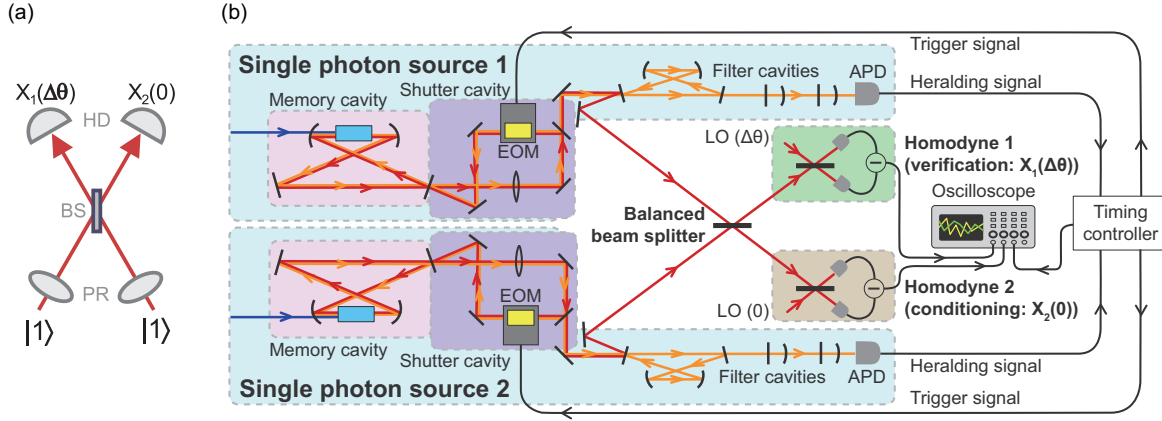 (a)
X₁(Δθ) X₂(0)
HD
BS
PR
|1⟩ |1⟩
(b)
Trigger signal
Single photon source 1
Filter cavities
APD
Heralding signal
Memory cavity
Shutter cavity
EOM
LO (Δθ)
Homodyne 1
(verification: X₁(Δθ))
Oscilloscope
Balanced
beam splitter
Timing
controller
Homodyne 2
(conditioning: X₂(0))
LO (0)
EOM
Memory cavity
Shutter cavity
Heralding signal
Filter cavities
APD
Single photon source 2
Trigger signal